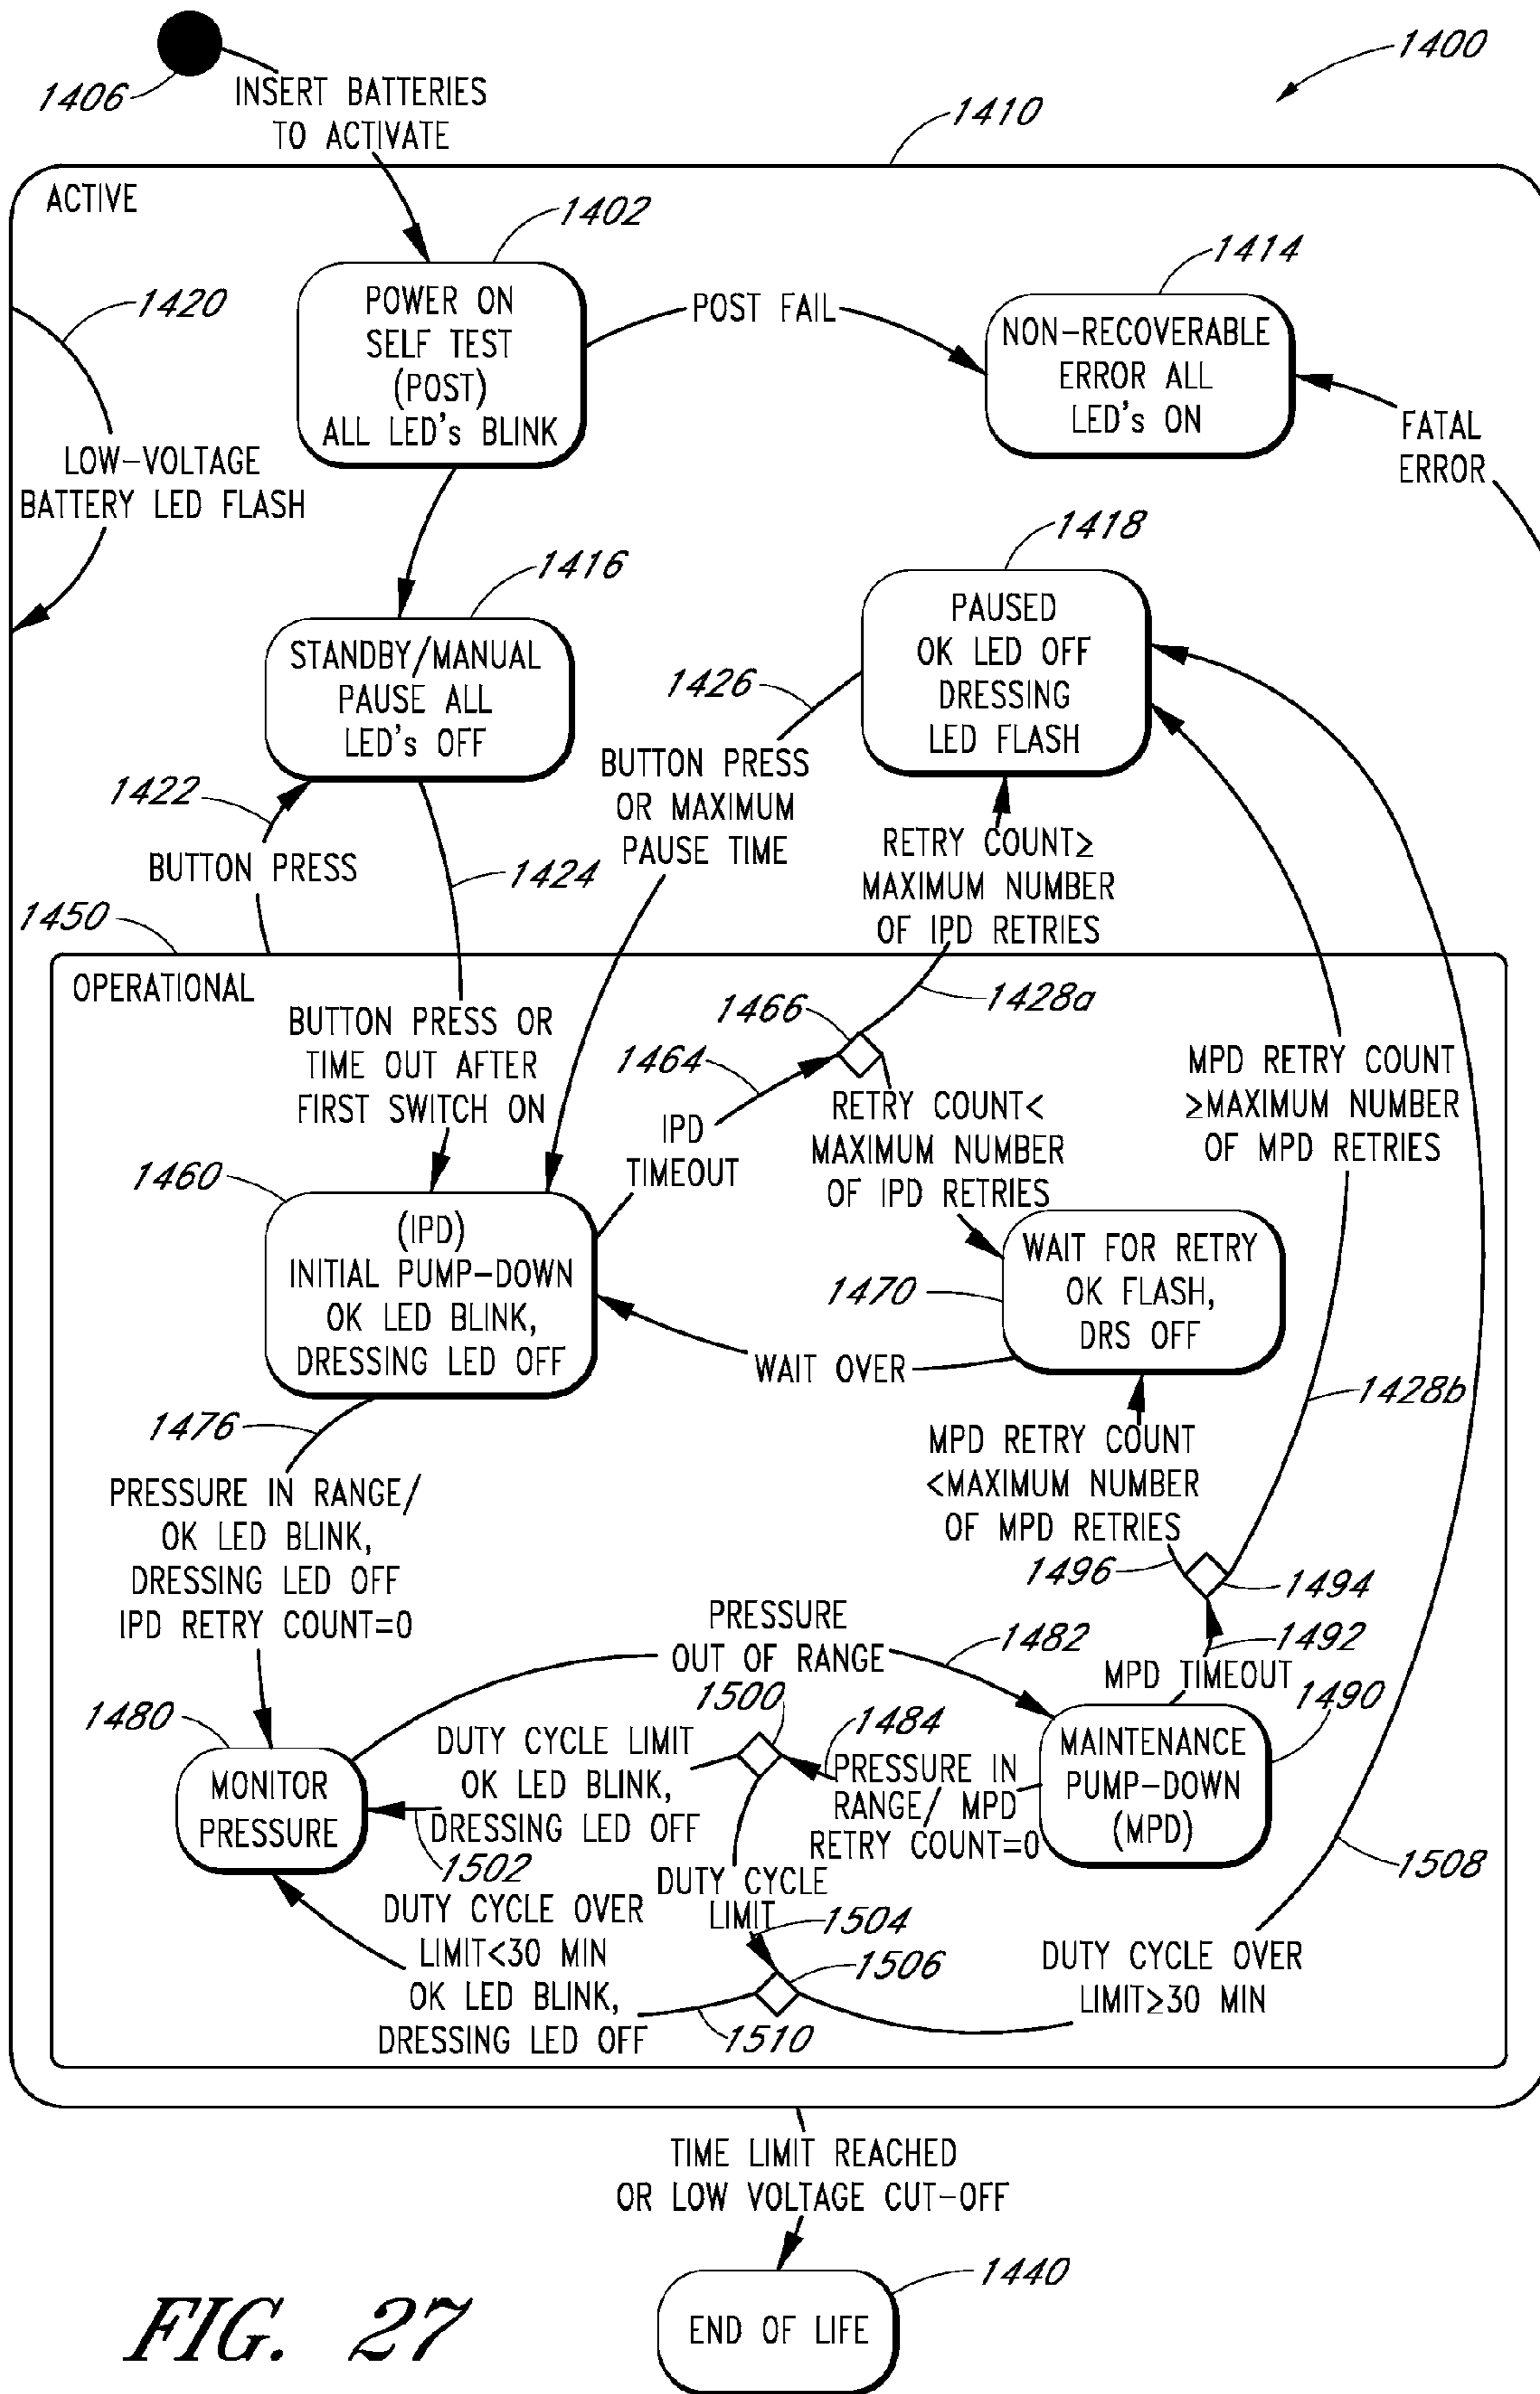 1406
INSERT BATTERIES
TO ACTIVATE
1400
1410
ACTIVE
1402
POWER ON
SELF TEST
(POST)
ALL LED's BLINK
POST FAIL
1414
NON-RECOVERABLE
ERROR ALL
LED's ON
FATAL
ERROR
1420
LOW-VOLTAGE
BATTERY LED FLASH
1416
STANDBY/MANUAL
PAUSE ALL
LED's OFF
1418
PAUSED
OK LED OFF
DRESSING
LED FLASH
1426
BUTTON PRESS
OR MAXIMUM
PAUSE TIME
1422
BUTTON PRESS
1424
RETRY COUNT≥
MAXIMUM NUMBER
OF IPD RETRIES
1450
OPERATIONAL
BUTTON PRESS OR
TIME OUT AFTER
FIRST SWITCH ON
1466
1428a
1464
IPD
TIMEOUT
RETRY COUNT<
MAXIMUM NUMBER
OF IPD RETRIES
MPD RETRY COUNT
≥MAXIMUM NUMBER
OF MPD RETRIES
1460
(IPD)
INITIAL PUMP-DOWN
OK LED BLINK,
DRESSING LED OFF
1470
WAIT FOR RETRY
OK FLASH,
DRS OFF
WAIT OVER
1428b
1476
PRESSURE IN RANGE/
OK LED BLINK,
DRESSING LED OFF
IPD RETRY COUNT=0
MPD RETRY COUNT
<MAXIMUM NUMBER
OF MPD RETRIES
1496
1494
PRESSURE
OUT OF RANGE
1482
1492
MPD TIMEOUT
1490
1480
MONITOR
PRESSURE
1500
DUTY CYCLE LIMIT
OK LED BLINK,
DRESSING LED OFF
1502
1484
PRESSURE IN
RANGE/ MPD
RETRY COUNT=0
MAINTENANCE
PUMP-DOWN
(MPD)
1508
DUTY CYCLE
LIMIT
1504
DUTY CYCLE OVER
LIMIT<30 MIN
OK LED BLINK,
DRESSING LED OFF
1506
1510
DUTY CYCLE OVER
LIMIT≥30 MIN
TIME LIMIT REACHED
OR LOW VOLTAGE CUT-OFF
1440
END OF LIFE
FIG. 27